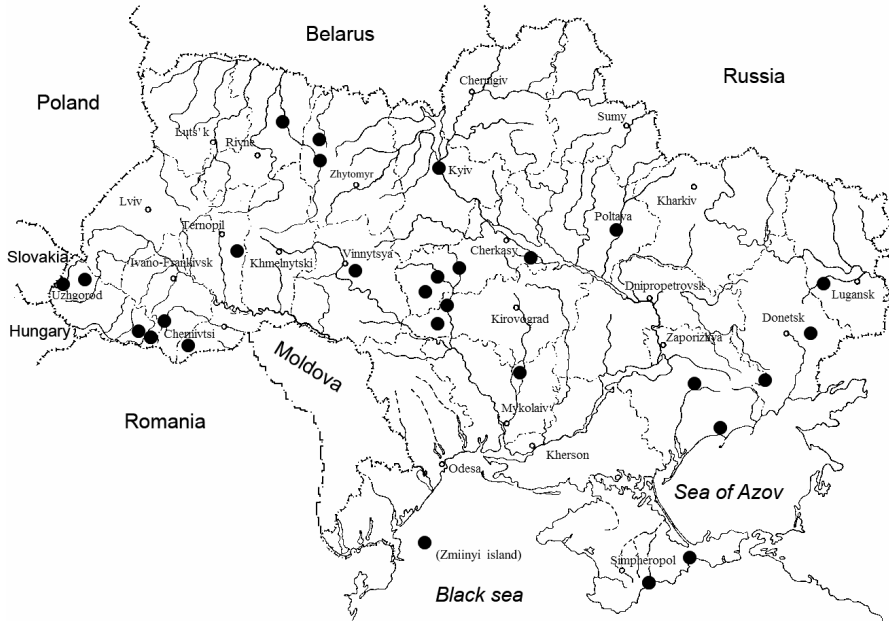 Belarus
Russia
Poland
Chernigv
Sumy
Luts'k
Rivne
Kyiv
Zhytomyr
Kharkiv
Lviv
Poltava
Ternopil
Cherkasy
Slovakia
Ivano-Frankivsk
Khmelnytski
Vinnytsya
Uzhgorod
Dnipropetrovsk
Lugansk
Hungary
Chernivtsi
Kirovograd
Donetsk
Zaporizhya
Moldova
Romania
Mykolaiv
Kherson
Odesa
Sea of Azov
(Zmiinyi island)
Simpheropol
Black sea